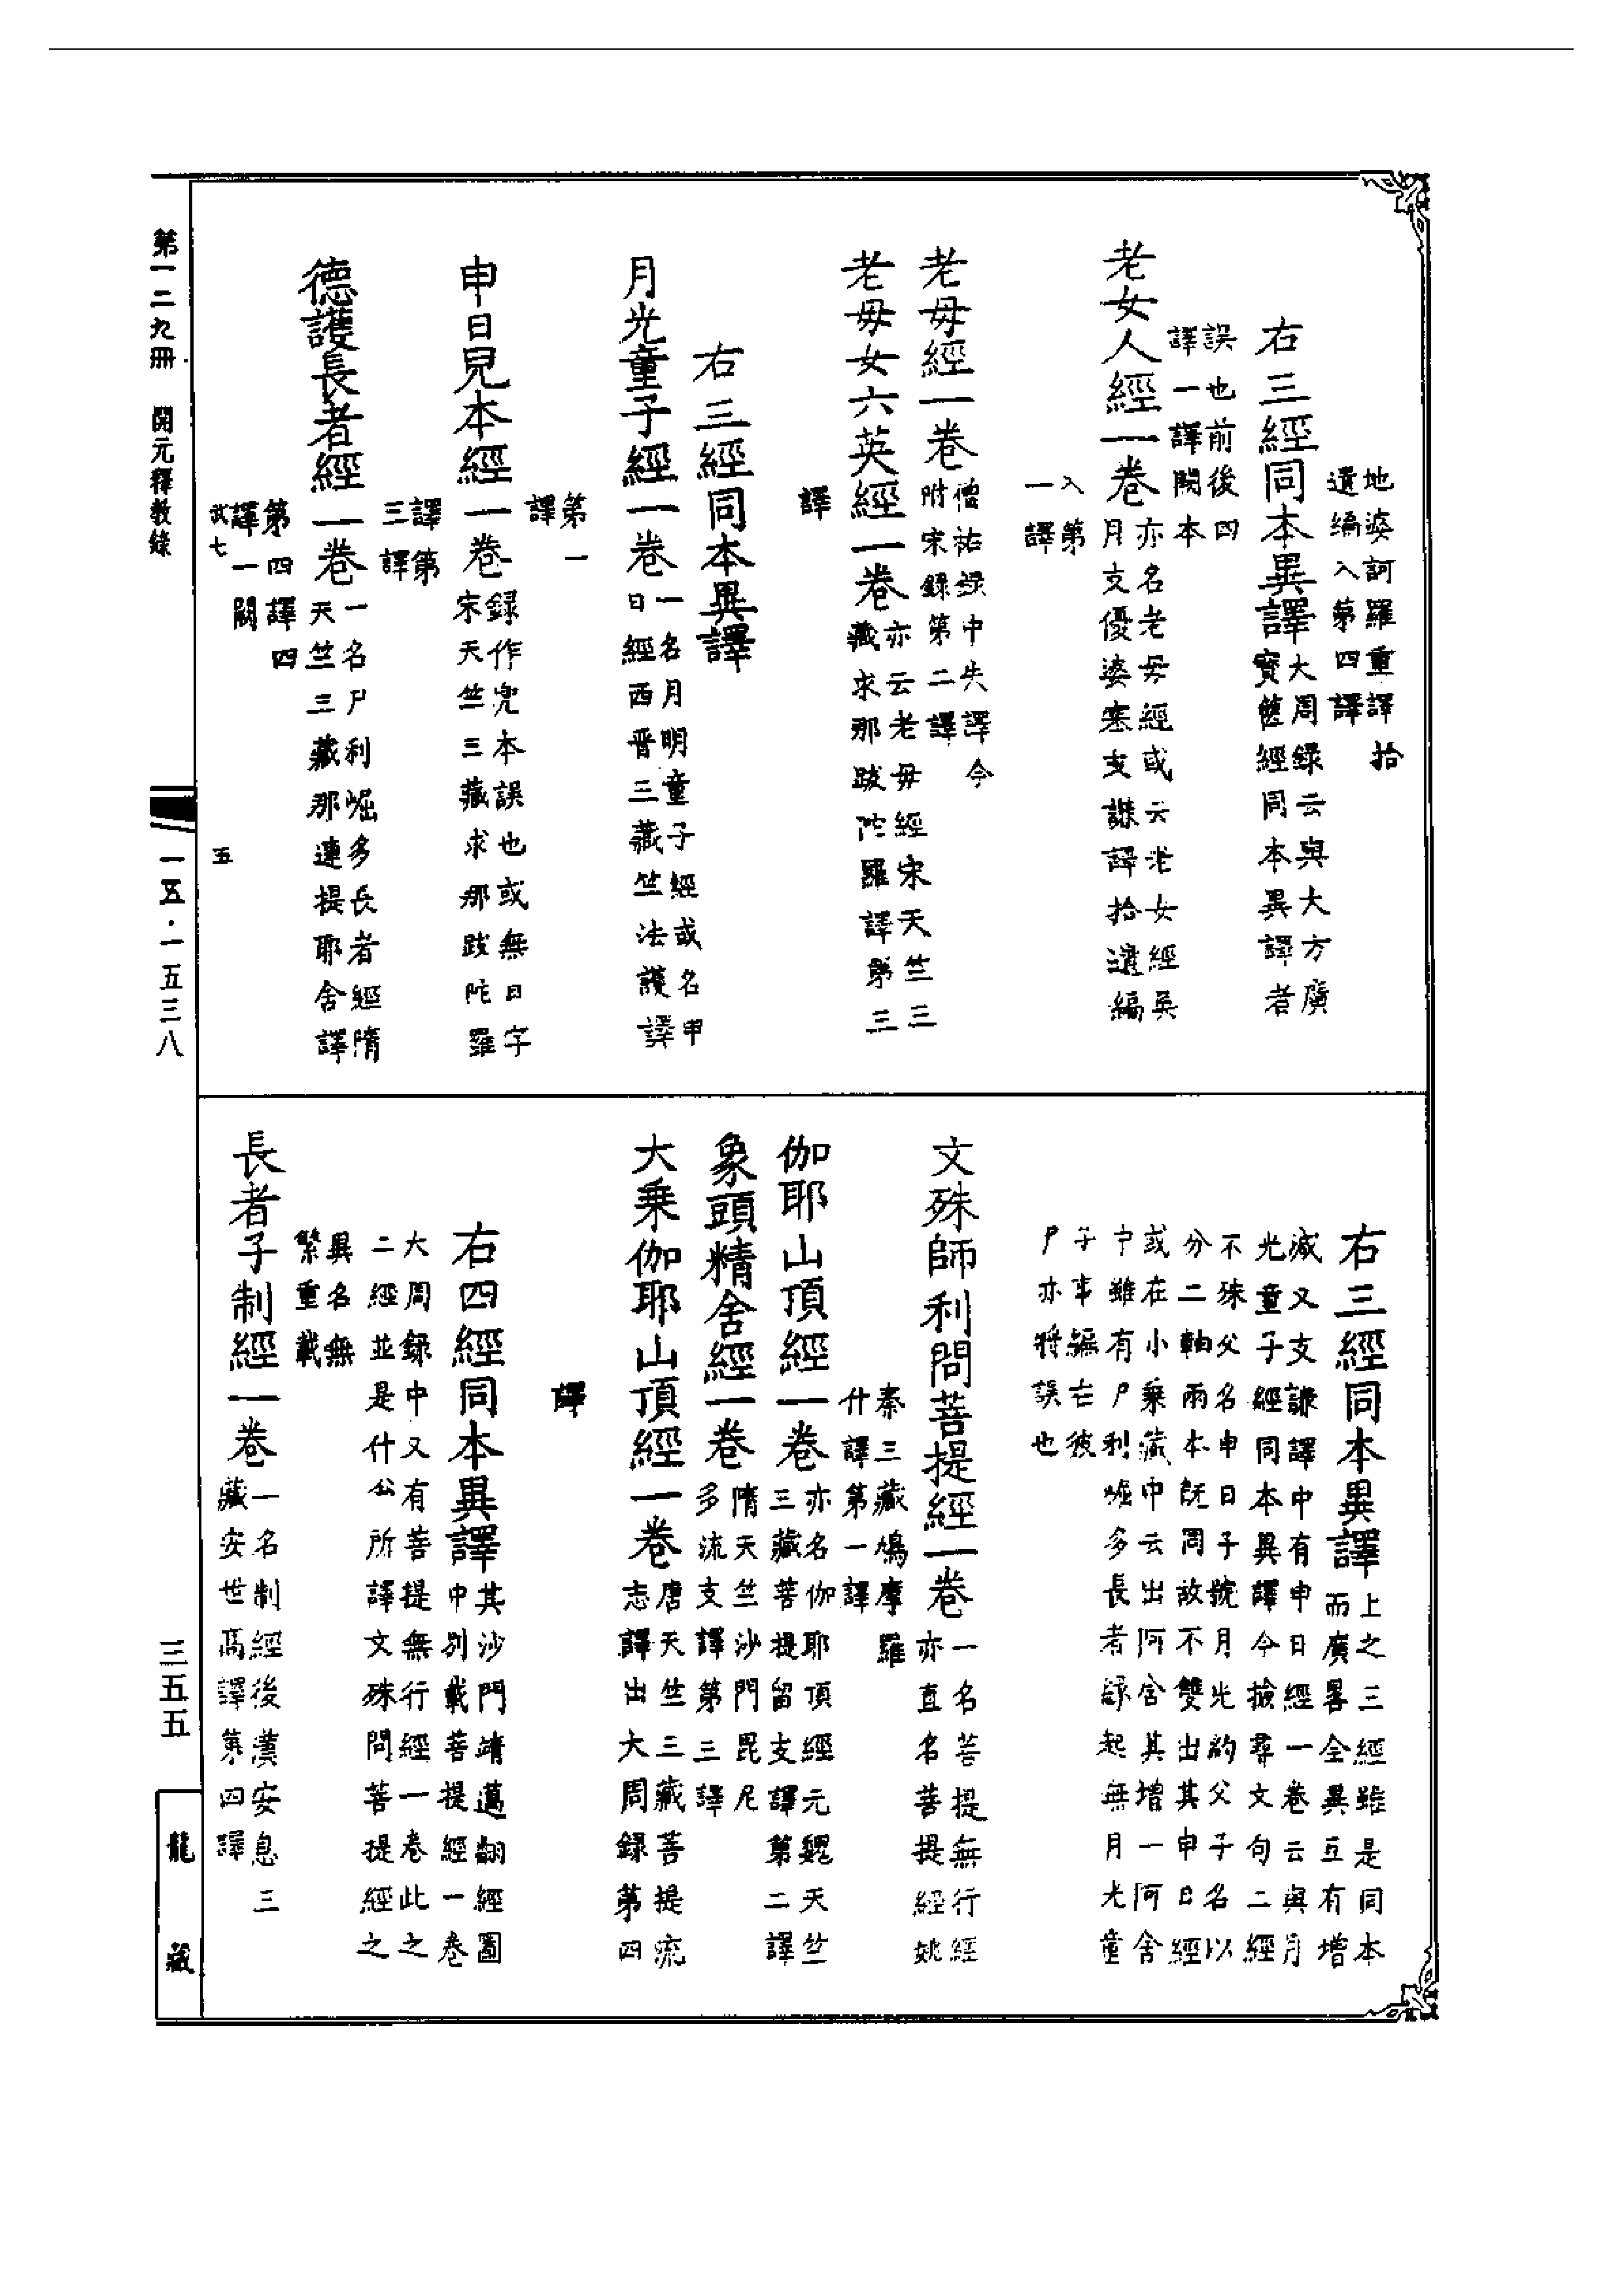 地婆訶羅重譯拾
遺編入第四譯
右三經同本異譯大周録云與大方廣
寳篋經同本異譯者
誤也前後四
譯一譯闕本
老女人經一卷亦名老母經或云老女經吳
月支優婆塞支謙譯拾遺編
入第
一譯
老母經一卷僧祐録中失譯今
附宋録第二譯
老母女六英經一卷亦云老母經宋天竺三
藏求那跋陀羅譯第三
譯
右三經同本異譯
月光童子經一卷一名月明童子經或名申
日經西晉三藏竺法護譯
第一
譯
申日兒本經一卷録作兜本誤也或無日字
宋天竺三藏求那跋陀羅
譯第
三譯
德護長者經一卷一名尸利崛多長者經隋
天竺三藏那連提耶舍譯
第四譯四
譯一闕
武七
五
右三經同本異譯上之三經雖是同本
而廣畧全異互有增
減又支謙譯中有申日經一卷云與月
光童子經同本異譯今撿尋文句二經
不殊父名申日子號月光約父子名以
分二軸兩本既同故不雙出其申日經
或在小乘藏中云出阿含其增一阿含
中雖有尸利崛多長者緣起無月光童
子事編亡彼
尸亦將誤也
文殊師利問菩提經一卷一名菩提無行經
亦直名菩提經姚
秦三藏鳩摩羅
什譯第一譯
伽耶山頂經一卷亦名伽耶頂經元魏天竺
三藏菩提留支譯第二譯
象頭精舍經一卷隋天竺沙門毘尼
多流支譯第三譯
大乘伽耶山頂經一卷唐天竺三藏菩提流
志譯出大周録第四
譯
右四經同本異譯其沙門靖邁翻經圖
中別載菩提經一卷
大周録中又有菩提無行經一卷此之
二經並是什公所譯文殊問菩提經之
異名無
繁重載
長者子制經一卷一名制經後漢安息三
藏安世高譯第四譯
第一二九冊 開元釋教錄
一五·一五三八
三五五
龍藏